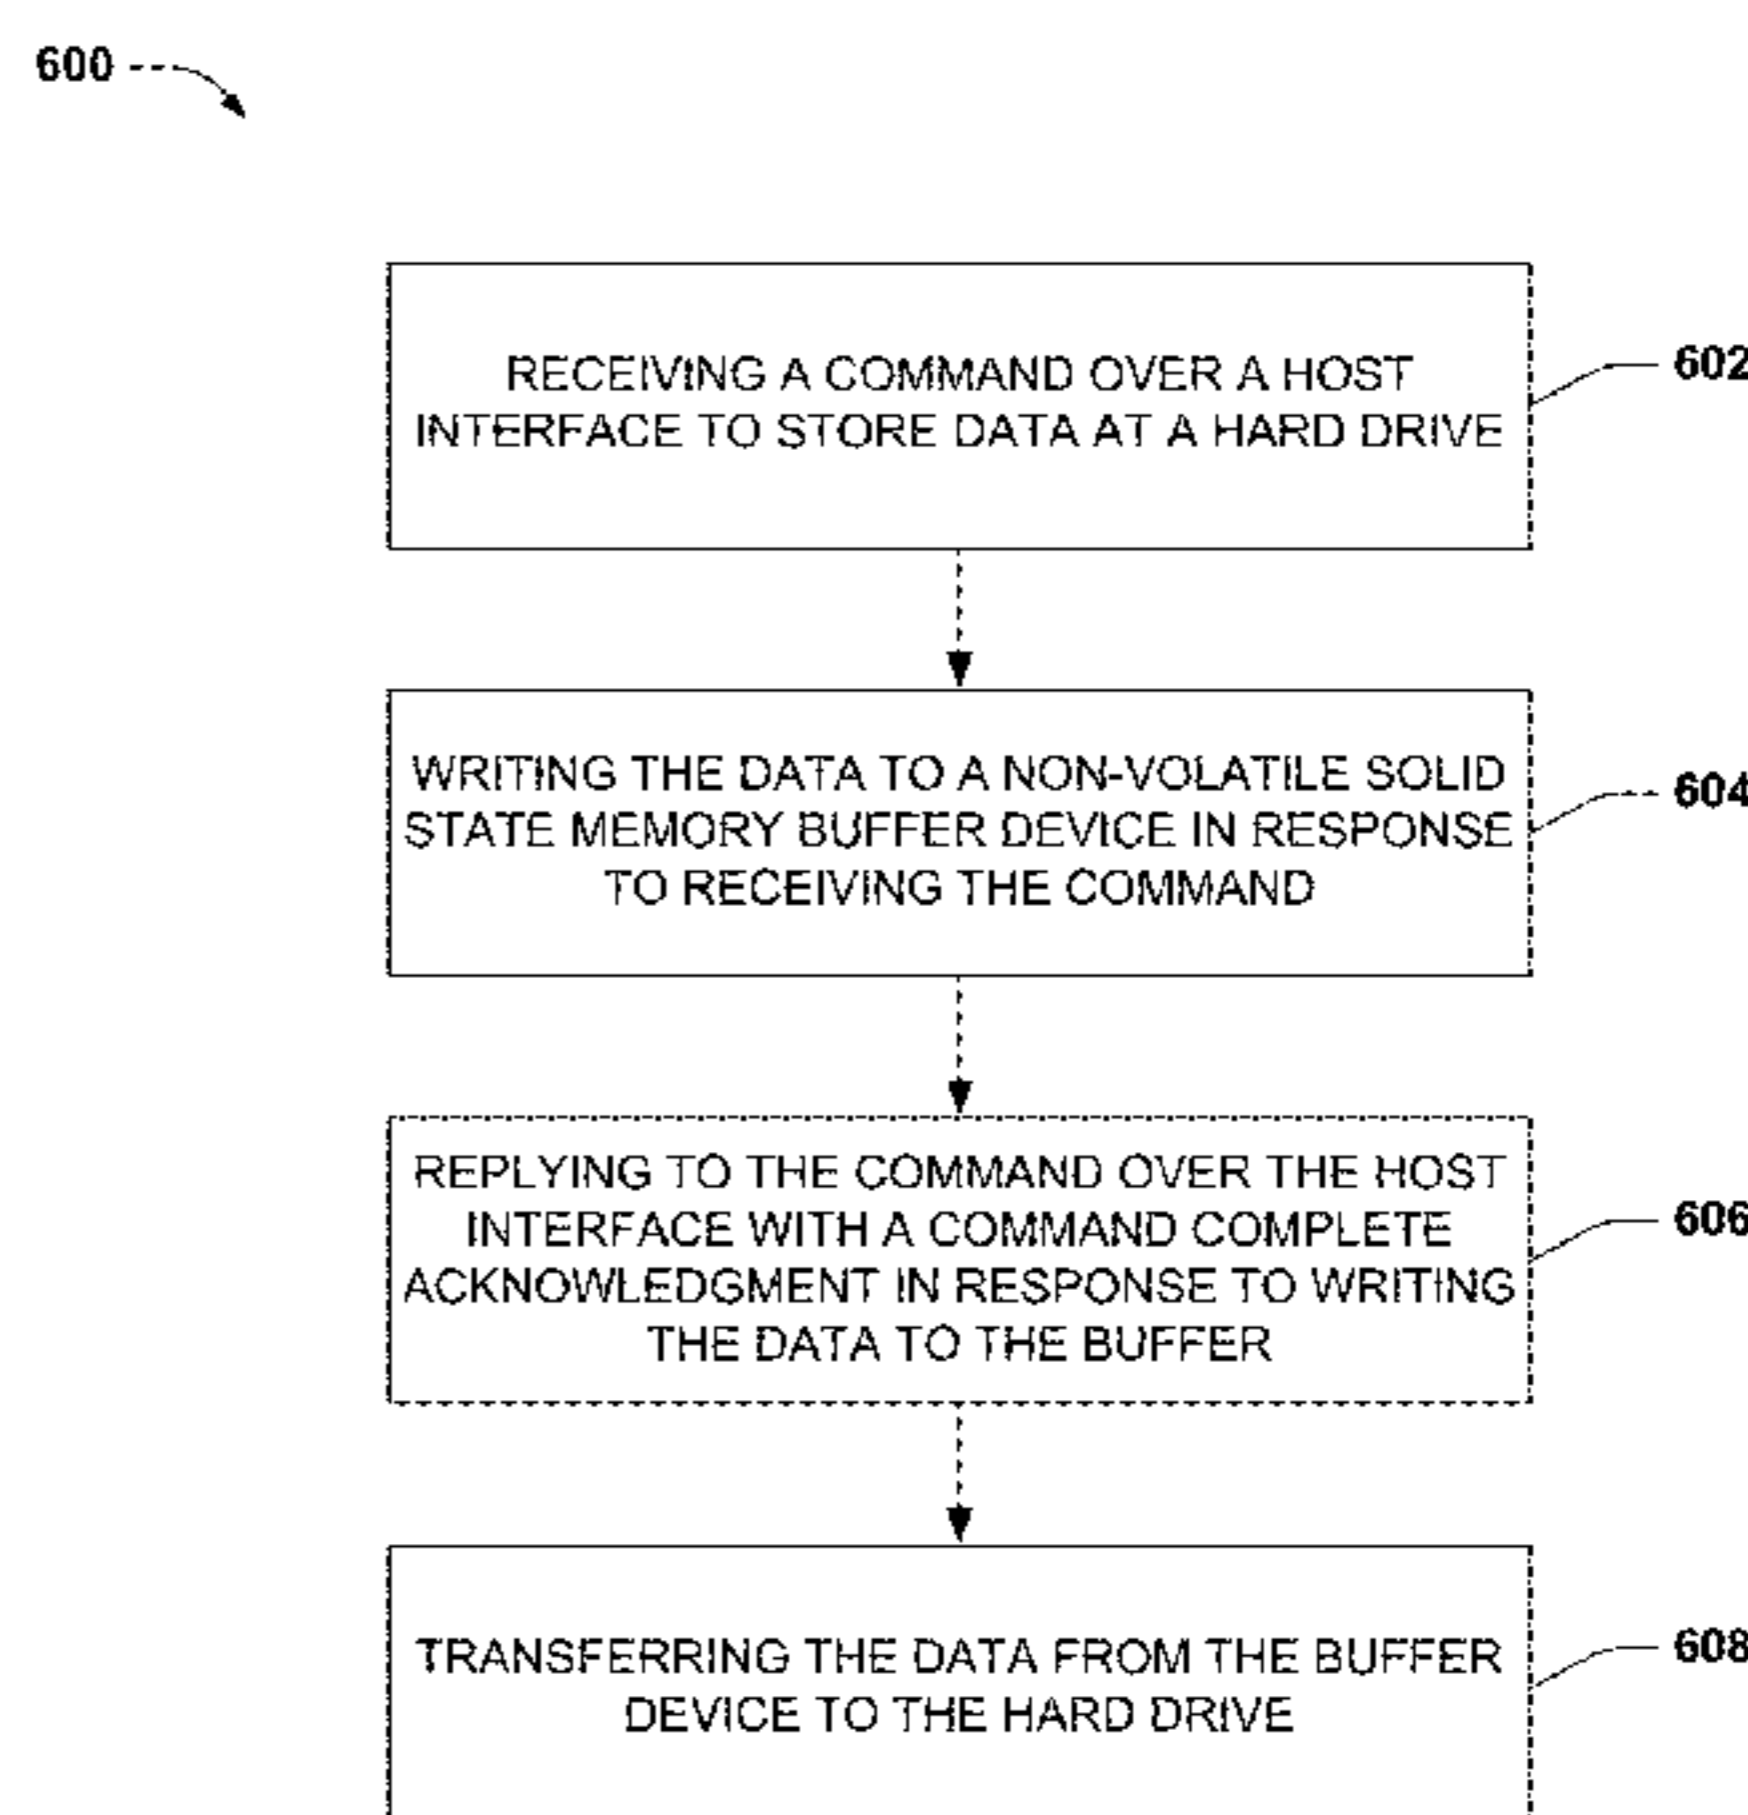 600
RECEIVING A COMMAND OVER A HOST
INTERFACE TO STORE DATA AT A HARD DRIVE
602
WRITING THE DATA TO A NON-VOLATILE SOLID
STATE MEMORY BUFFER DEVICE IN RESPONSE
TO RECEIVING THE COMMAND
604
REPLYING TO THE COMMAND OVER THE HOST
INTERFACE WITH A COMMAND COMPLETE
ACKNOWLEDGMENT IN RESPONSE TO WRITING
THE DATA TO THE BUFFER
606
TRANSFERRING THE DATA FROM THE BUFFER
DEVICE TO THE HARD DRIVE
608